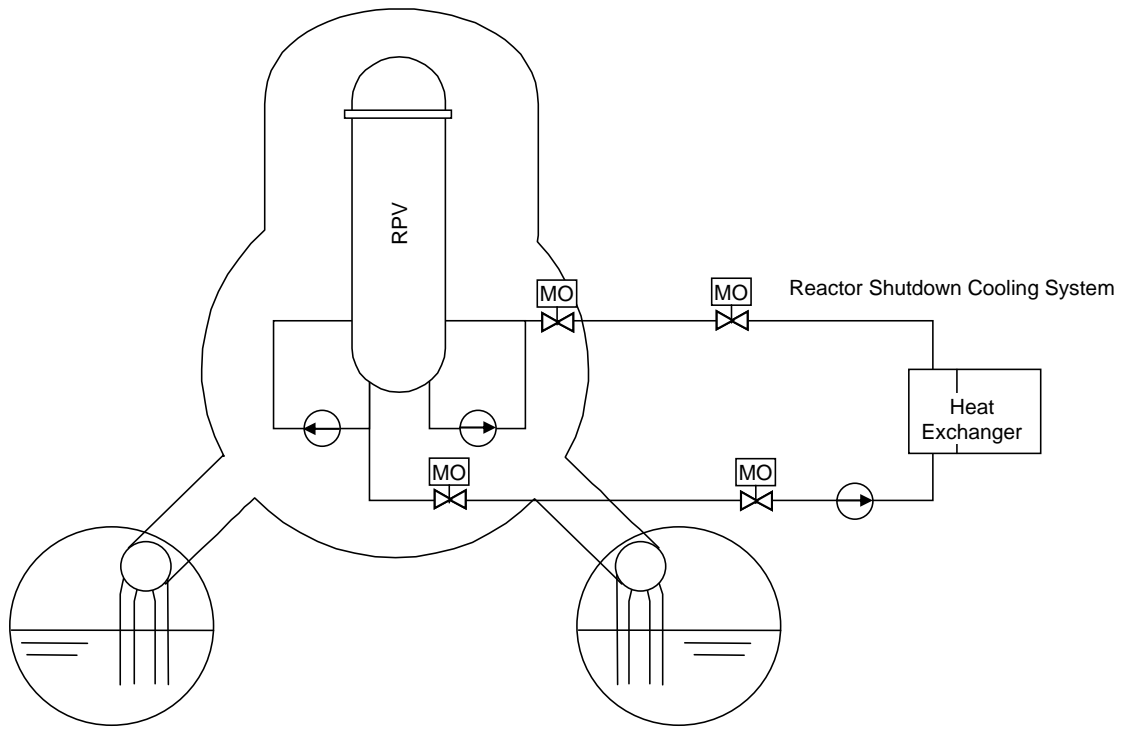 RPV
MO
MO
Reactor Shutdown Cooling System
Heat
Exchanger
MO
MO